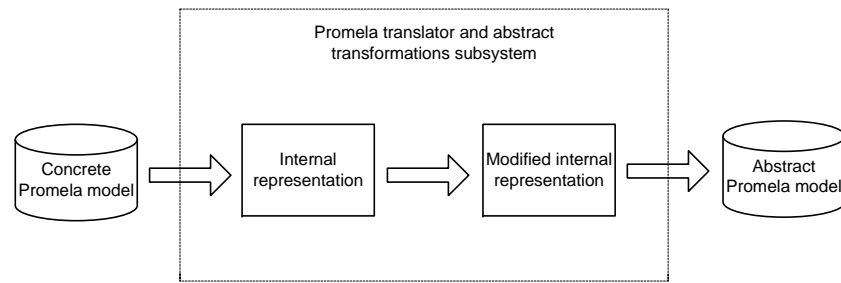 Promela translator and abstract
transformations subsystem
Concrete
Promela model
Internal
representation
Modified internal
representation
Abstract
Promela model